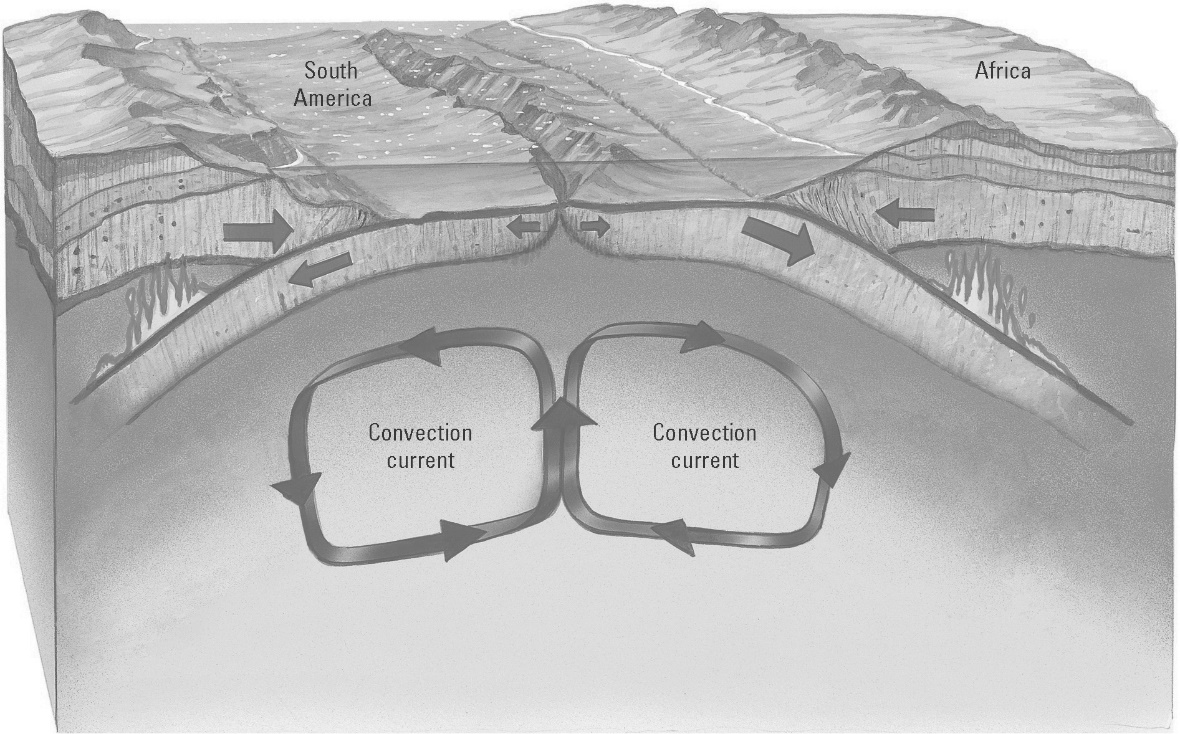 South
America
Africa
Convection
current
Convection
current